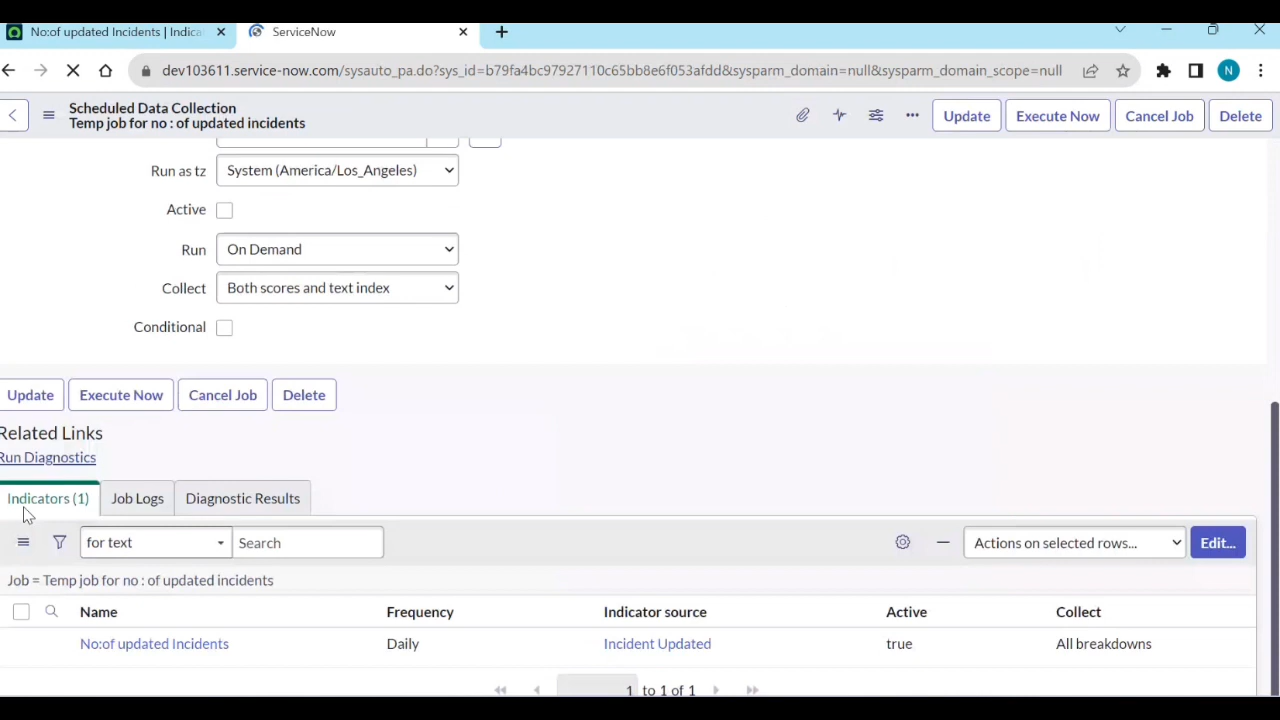 No:of updated Incidents | Indica
ServiceNow
dev103611.service-now.com/sysauto_pa.do?sys_id=b79fa4bc97927110c65bb8e6f053afdd&sysparm_domain=null&sysparm_domain_scope=null
N
Scheduled Data Collection
Temp job for no : of updated incidents
Update Execute Now Cancel Job Delete
Run as tz System (America/Los_Angeles)
Active
Run On Demand
Collect Both scores and text index
Conditional
Update Execute Now Cancel Job Delete
Related Links
Run Diagnostics
Indicators (1) Job Logs Diagnostic Results
for text Search Actions on selected rows... Edit...
Job = Temp job for no : of updated incidents
Name Frequency Indicator source Active Collect
No:of updated Incidents Daily Incident Updated true All breakdowns
1 to 1 of 1